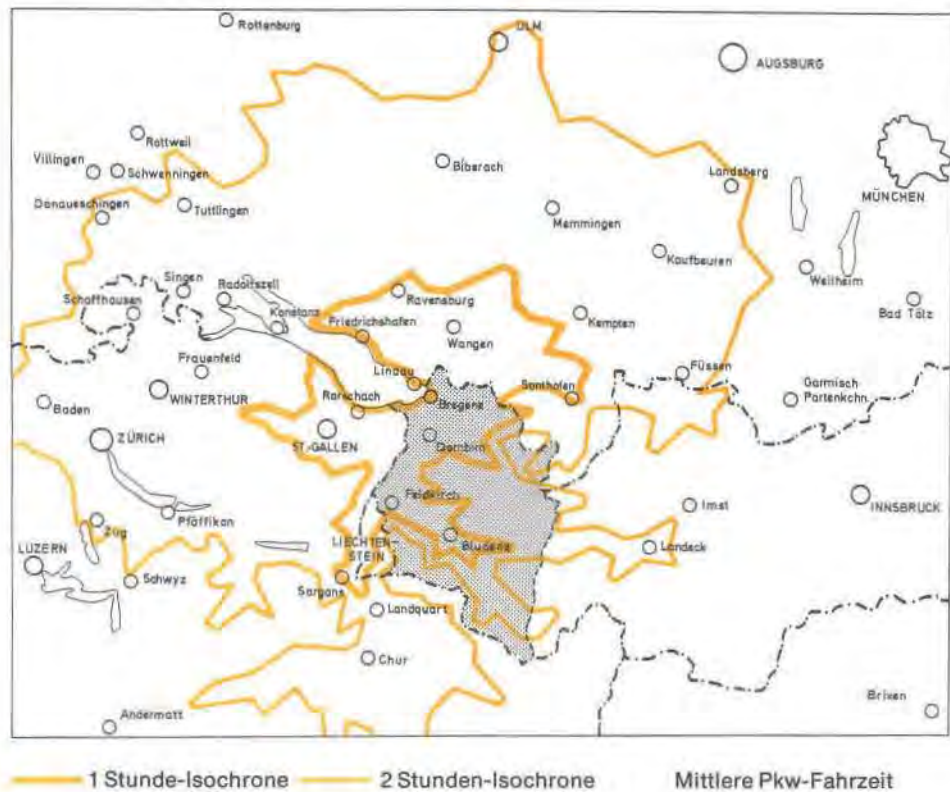 Rottenburg
ULM
AUGSBURG
Rottweil
Villingen
Schwenningen
Biberach
Landsberg
MÜNCHEN
Donaueschingen
Tuttlingen
Memmingen
Kaufbeuren
Weilheim
Singen
Radolfszell
Ravensburg
Bad Tölz
Schaffhausen
Konstanz
Friedrichshafen
Kempten
Wangen
Frauenfeld
Lindau
Füssen
Sonthofen
Garmisch
Partenkchn.
Baden
WINTERTHUR
Rorschach
Bregenz
ZÜRICH
ST.GALLEN
Dornbirn
Feldkirch
Imst
INNSBRUCK
Pfäffikon
Zug
LIECHTEN-
STEIN
Bludenz
Landeck
LUZERN
Schwyz
Sargans
Landquart
Chur
Brixen
Andermatt
1 Stunde-Isochrone 2 Stunden-Isochrone Mittlere Pkw-Fahrzeit